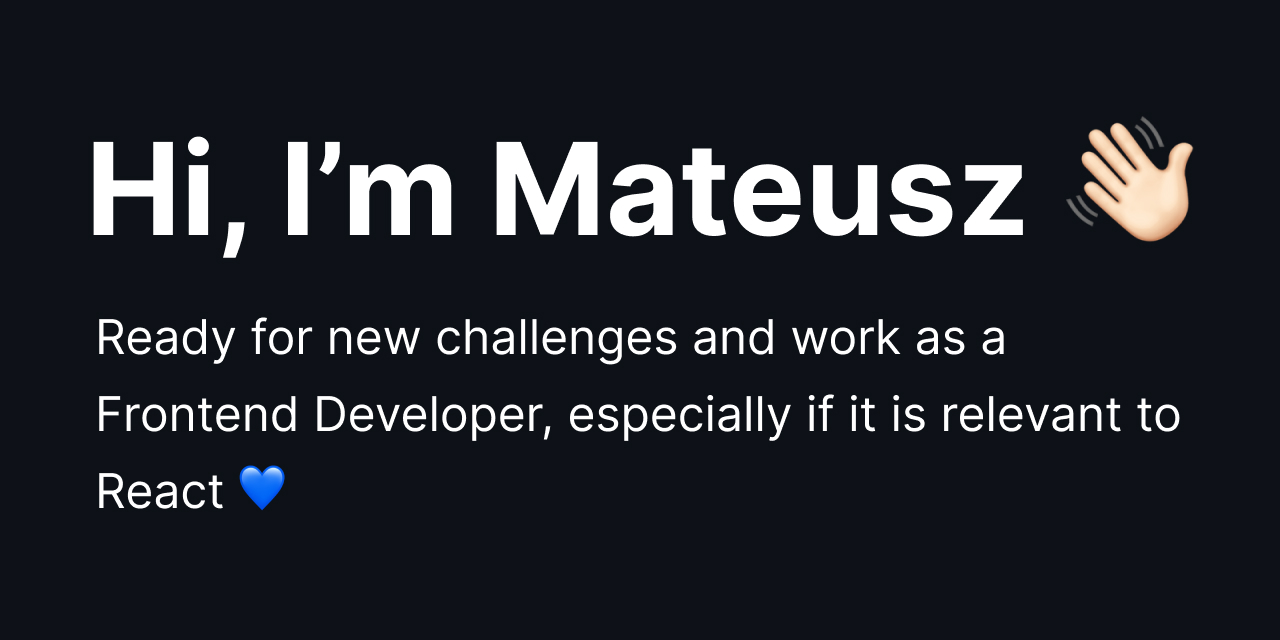 Hi, I’m Mateusz 👋🏻
Ready for new challenges and work as a
Frontend Developer, especially if it is relevant to
React 💙